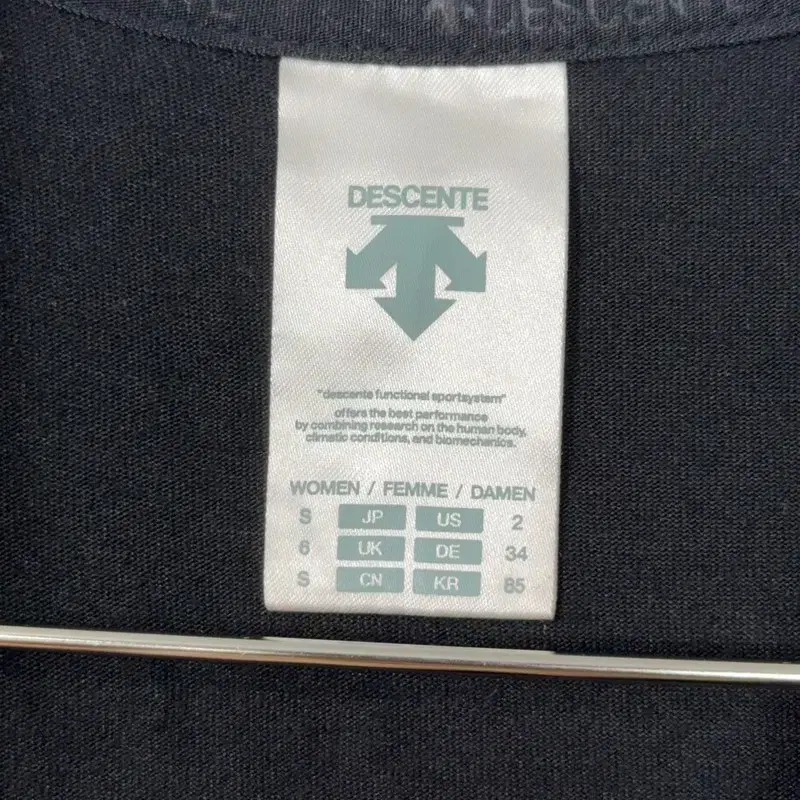 DESCENTE
DESCENTE
"descente functional sportsystem"
offers the best performance
by combining research on the human body,
climatic conditions, and biomechanics.
WOMEN / FEMME / DAMEN
S JP US 2
6 UK DE 34
S CN KR 85